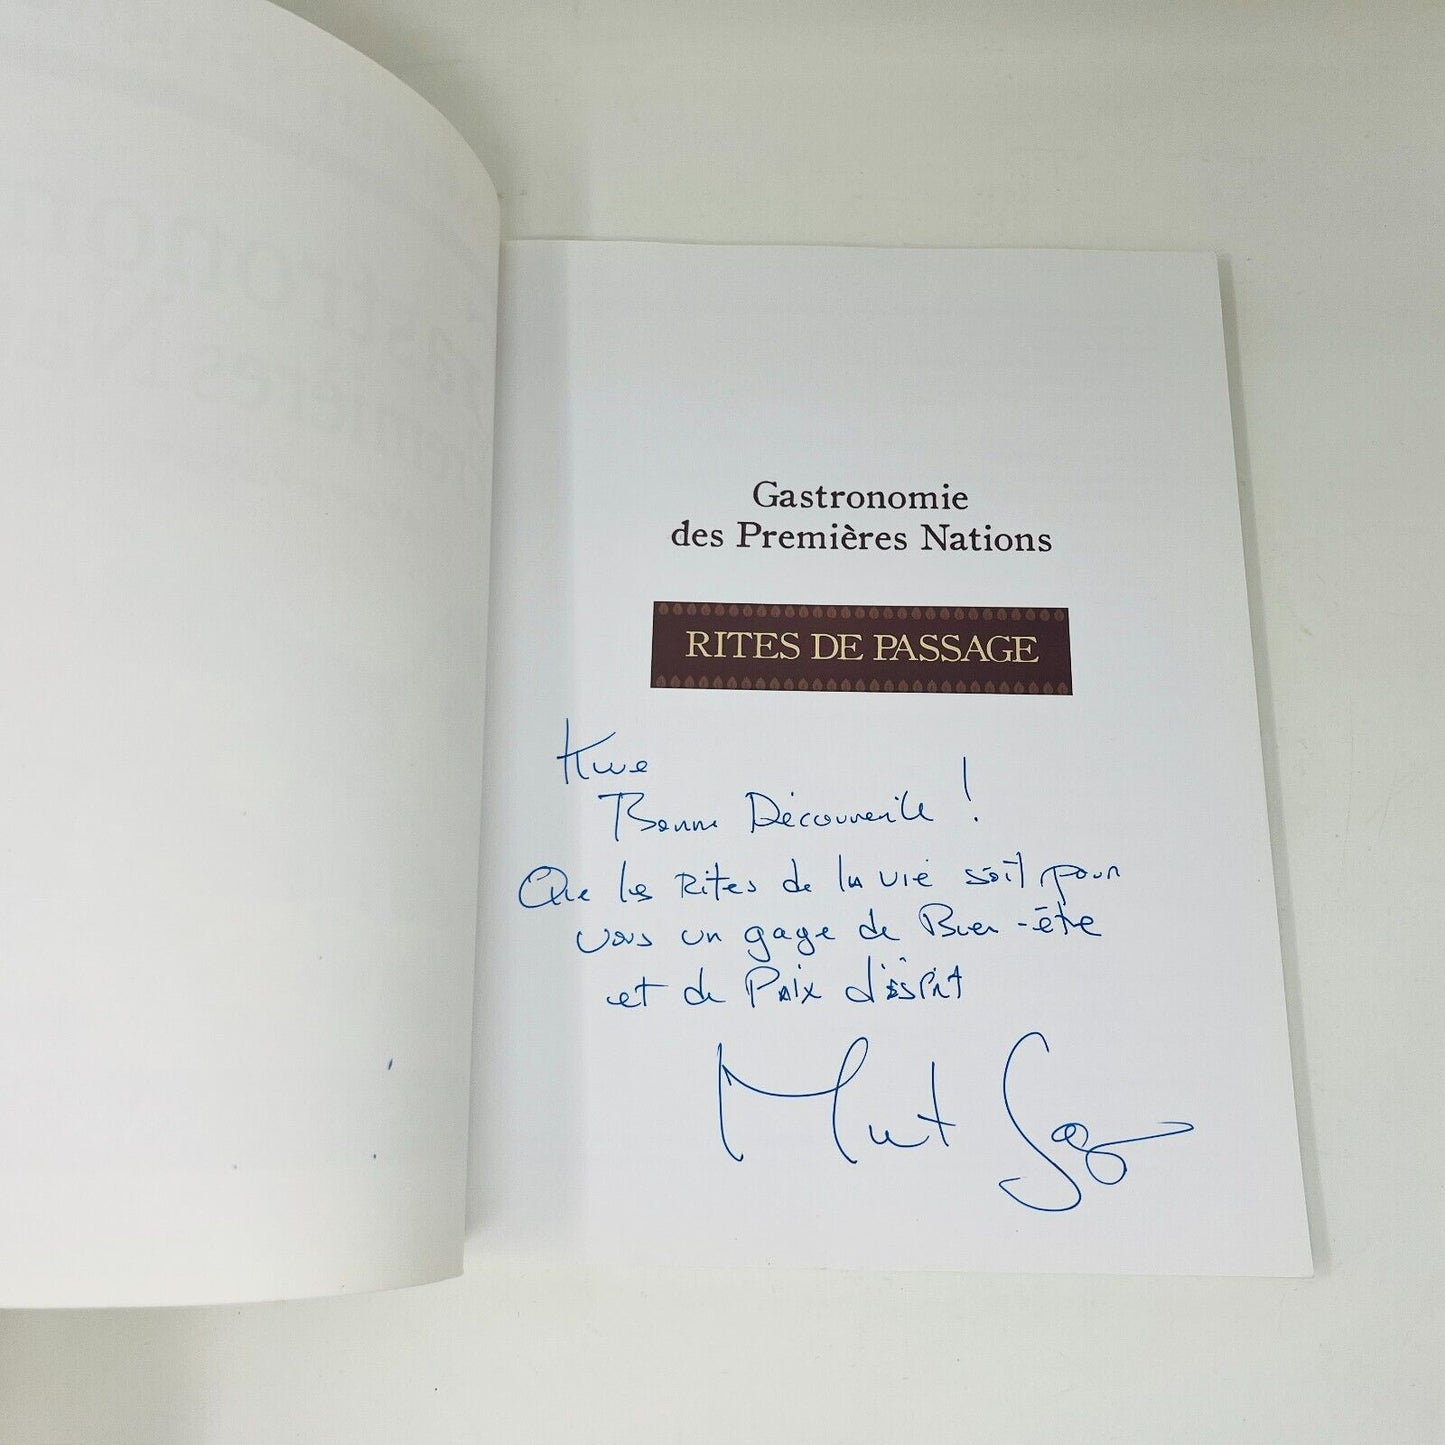 Gastronomie
des Premières Nations
RITES DE PASSAGE
Kwe
Bonne Découverte !
Que les Rites de la vie soit pour
vous un gage de Bien-être
et de Paix d'esprit